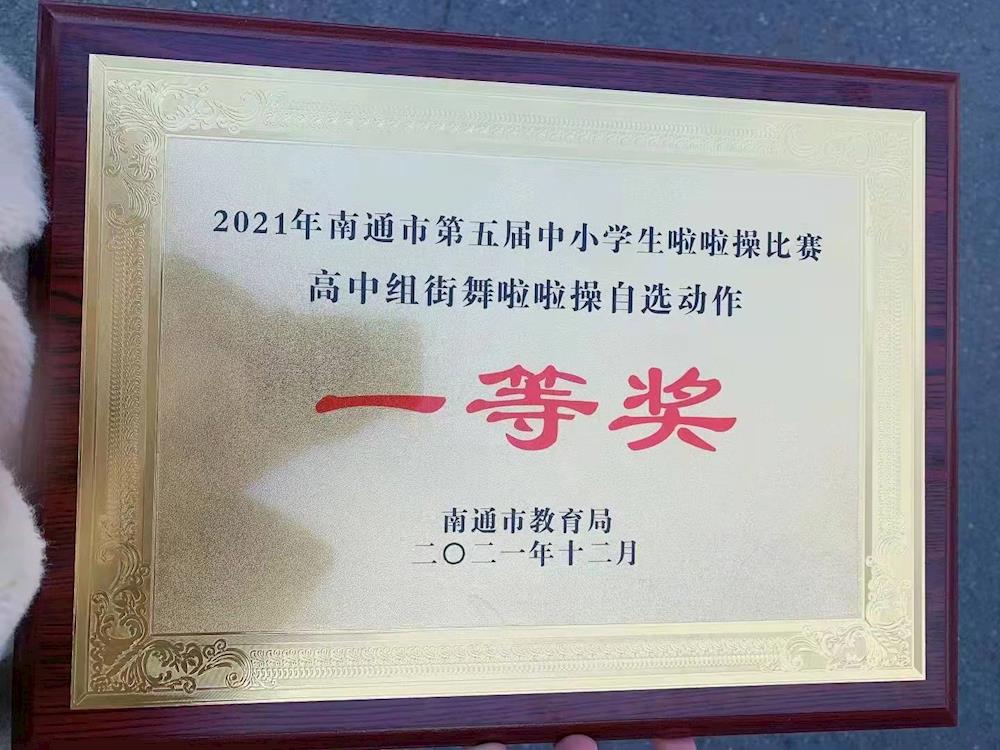 2021年南通市第五届中小学生啦啦操比赛
高中组街舞啦啦操自选动作
一等奖
南通市教育局
二〇二一年十二月